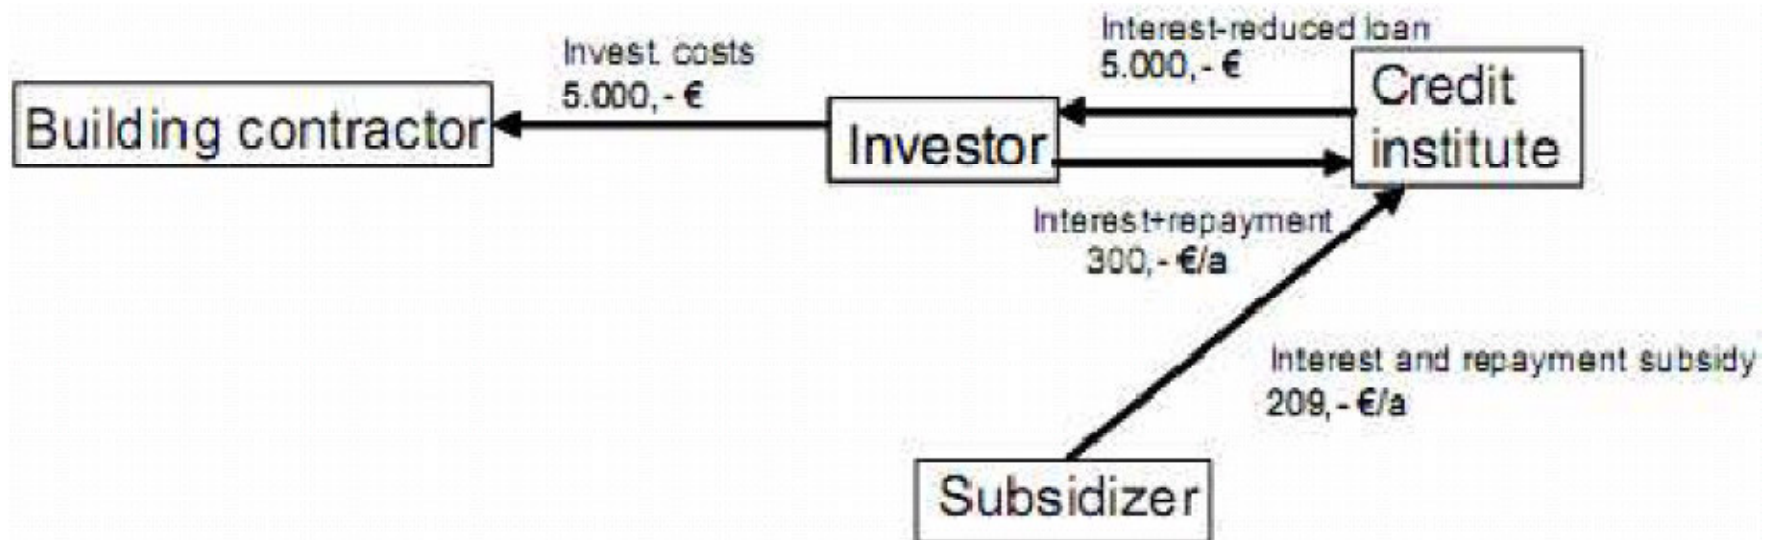 Interest-reduced loan
5.000,- €
Invest. costs
5.000,- €
Credit
institute
Building contractor
Investor
Interest+repayment
300,- €/a
Interest and repayment subsidy
209,- €/a
Subsidizer